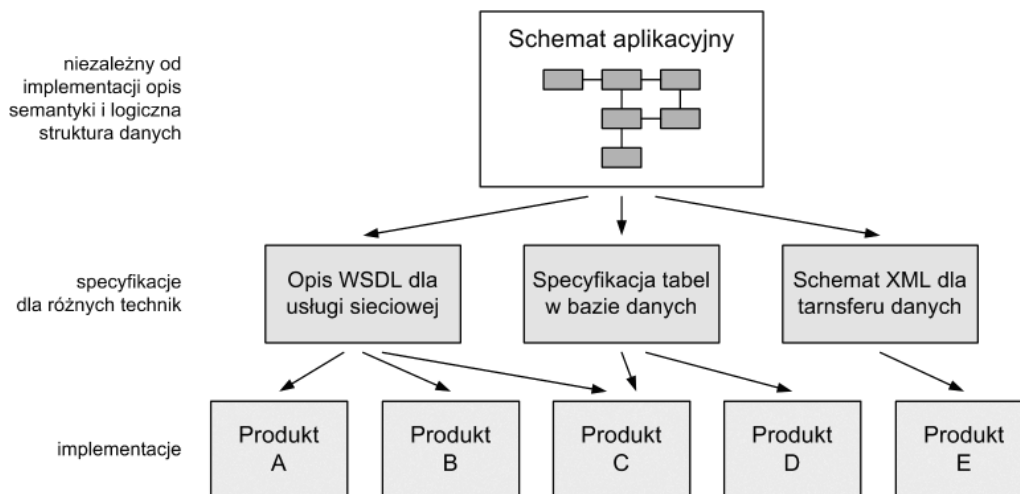 Schemat aplikacyjny
niezależny od
implementacji opis
semantyki i logiczna
struktura danych
specyfikacje
dla różnych technik
Opis WSDL dla
usługi sieciowej
Specyfikacja tabel
w bazie danych
Schemat XML dla
tarnsferu danych
implementacje
Produkt
A
Produkt
B
Produkt
C
Produkt
D
Produkt
E